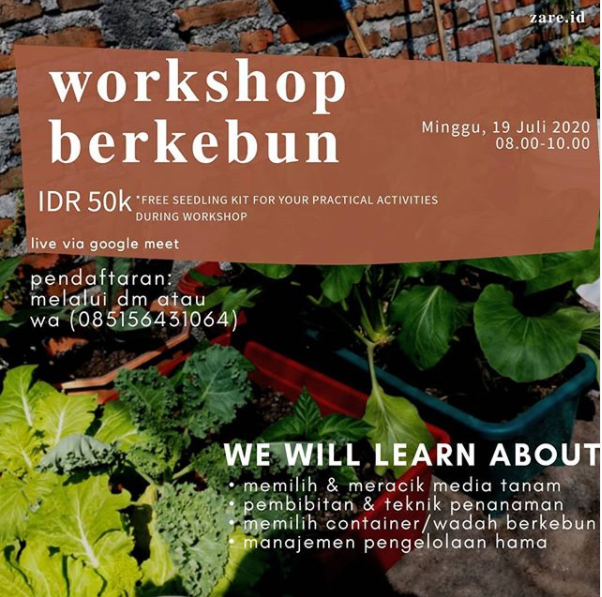 zare.id
workshop
berkebun
Minggu, 19 Juli 2020
08.00-10.00
IDR 50k *FREE SEEDLING KIT FOR YOUR PRACTICAL ACTIVITIES
DURING WORKSHOP
live via google meet
pendaftaran:
melalui dm atau
wa (085156431064)
WE WILL LEARN ABOUT
• memilih & meracik media tanam
• pembibitan & teknik penanaman
• memilih container/wadah berkebun
• manajemen pengelolaan hama